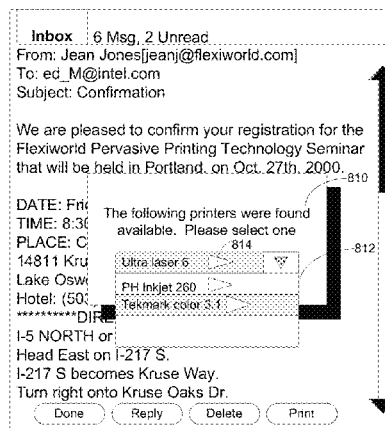 Inbox 6 Msg, 2 Unread
From: Jean Jones[jeanj@flexiworld.com]
To: ed_M@intel.com
Subject: Confirmation
We are pleased to confirm your registration for the
Flexiworld Pervasive Printing Technology Seminar
that will be held in Portland, on Oct. 27th, 2000.
810
DATE: Frid
TIME: 8:30
PLACE: C
14811 Kru
Lake Osw
Hotel: (503
The following printers were found
available. Please select one
814
812
Ultra laser 6
PH Inkjet 260
Tekmark color 3.1
**********DIRE
I-5 NORTH or
Head East on I-217 S.
I-217 S becomes Kruse Way.
Turn right onto Kruse Oaks Dr.
Done Reply Delete Print